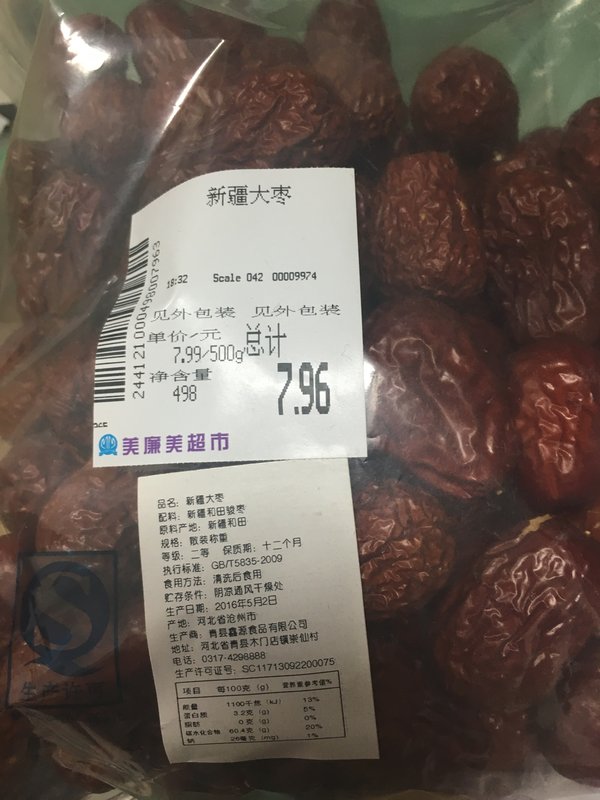 新疆大枣
18:32 Scale 042 00009974
见外包装 见外包装
单价/元 总计
7.99/500g
净含量
498 7.96
244121000498007963
美廉美超市
品名: 新疆大枣
配料: 新疆和田骏枣
原料产地: 新疆和田
规格: 散装称重
等级: 二等 保质期: 十二个月
执行标准: GB/T5835-2009
食用方法: 清洗后食用
贮存条件: 阴凉通风干燥处
生产日期: 2016年5月2日
产地: 河北省沧州市
生产商: 青县鑫源食品有限公司
地址: 河北省青县木门店镇崇仙村
电话: 0317-4298888
生产许可证号: SC11713092200075
项目 每100克 (g) 营养素参考值%
能量 1100千焦 (kJ) 13%
蛋白质 3.2克 (g) 5%
脂肪 0克 (g) 0%
碳水化合物 60.4克 (g) 20%
钠 26毫克 (mg) 1%
生产许可